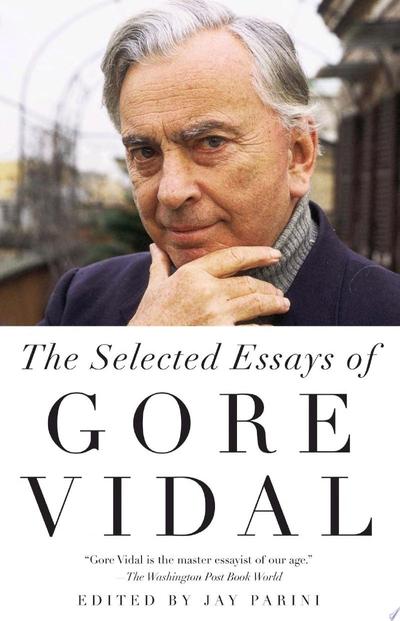 The Selected Essays of
GORE
VIDAL
“Gore Vidal is the master essayist of our age.”
—The Washington Post Book World
EDITED BY JAY PARINI